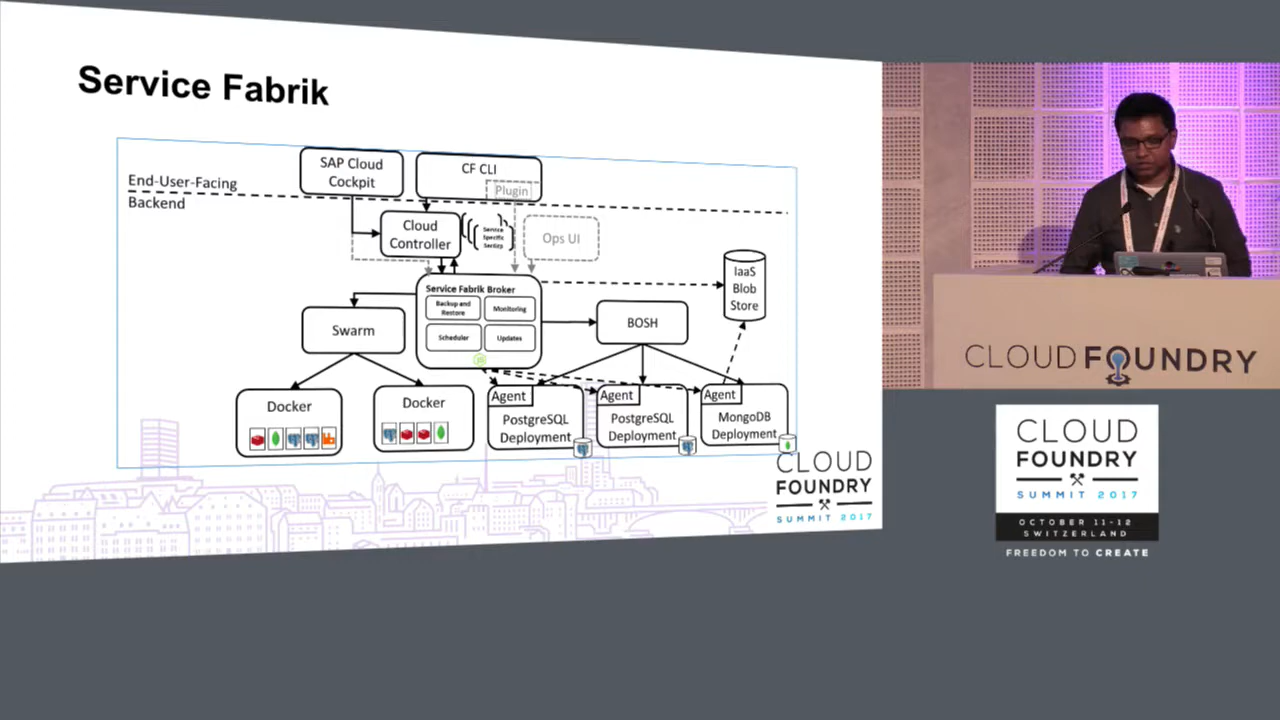 Service Fabrik
SAP Cloud
Cockpit
CF CLI
Plugin
End-User-Facing
Backend
Cloud
Controller
Service
Specific
Ops UI
IaaS
Blob
Store
Service Fabrik Broker
Backup and
Restore
Monitoring
Scheduler
Updates
Swarm
BOSH
Docker
Docker
Agent
PostgreSQL
Deployment
Agent
PostgreSQL
Deployment
Agent
MongoDB
Deployment
CLOUD
FOUNDRY
SUMMIT 2017
CLOUD FOUNDRY
CLOUD
FOUNDRY
SUMMIT 2017
OCTOBER 11-12
SWITZERLAND
FREEDOM TO CREATE